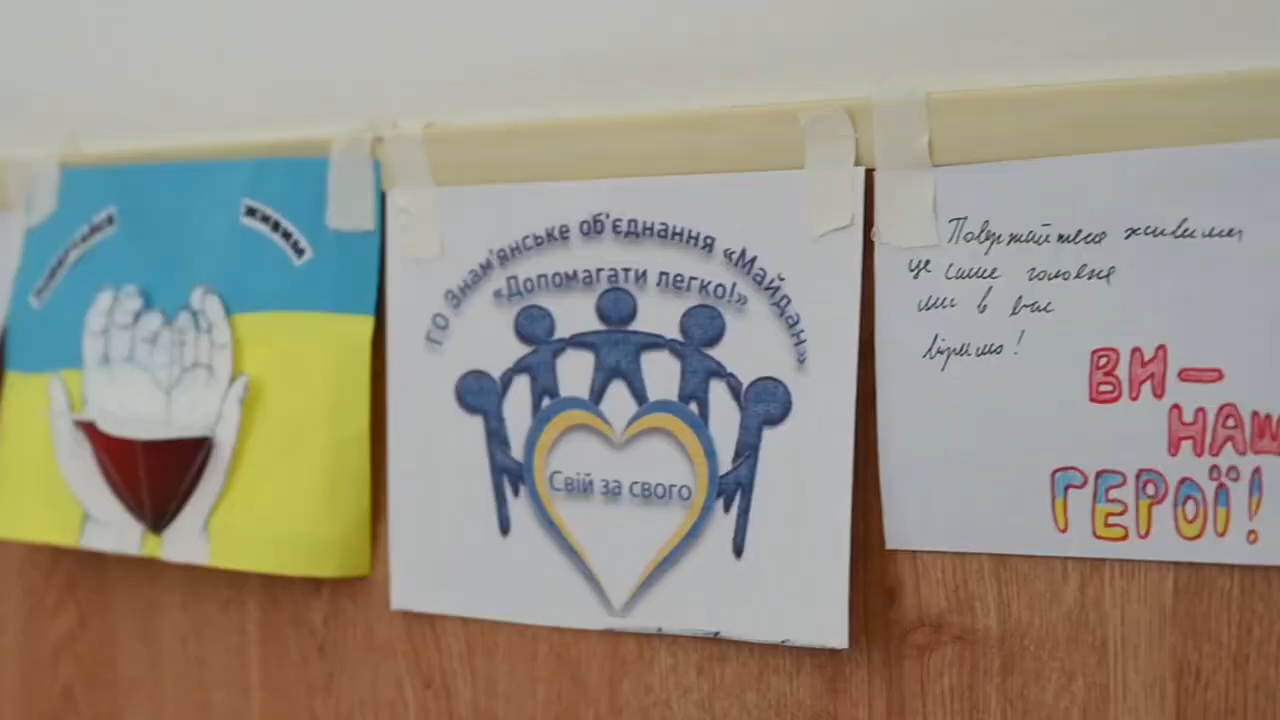 живим
ГО Знам'янське об'єднання «Майдан»
«Допомагати легко!»
Свій за свого
Повертайтеся живими
це саме головне
ми в вас
віримо!
ВИ –
НАШ
ГЕРОЇ!